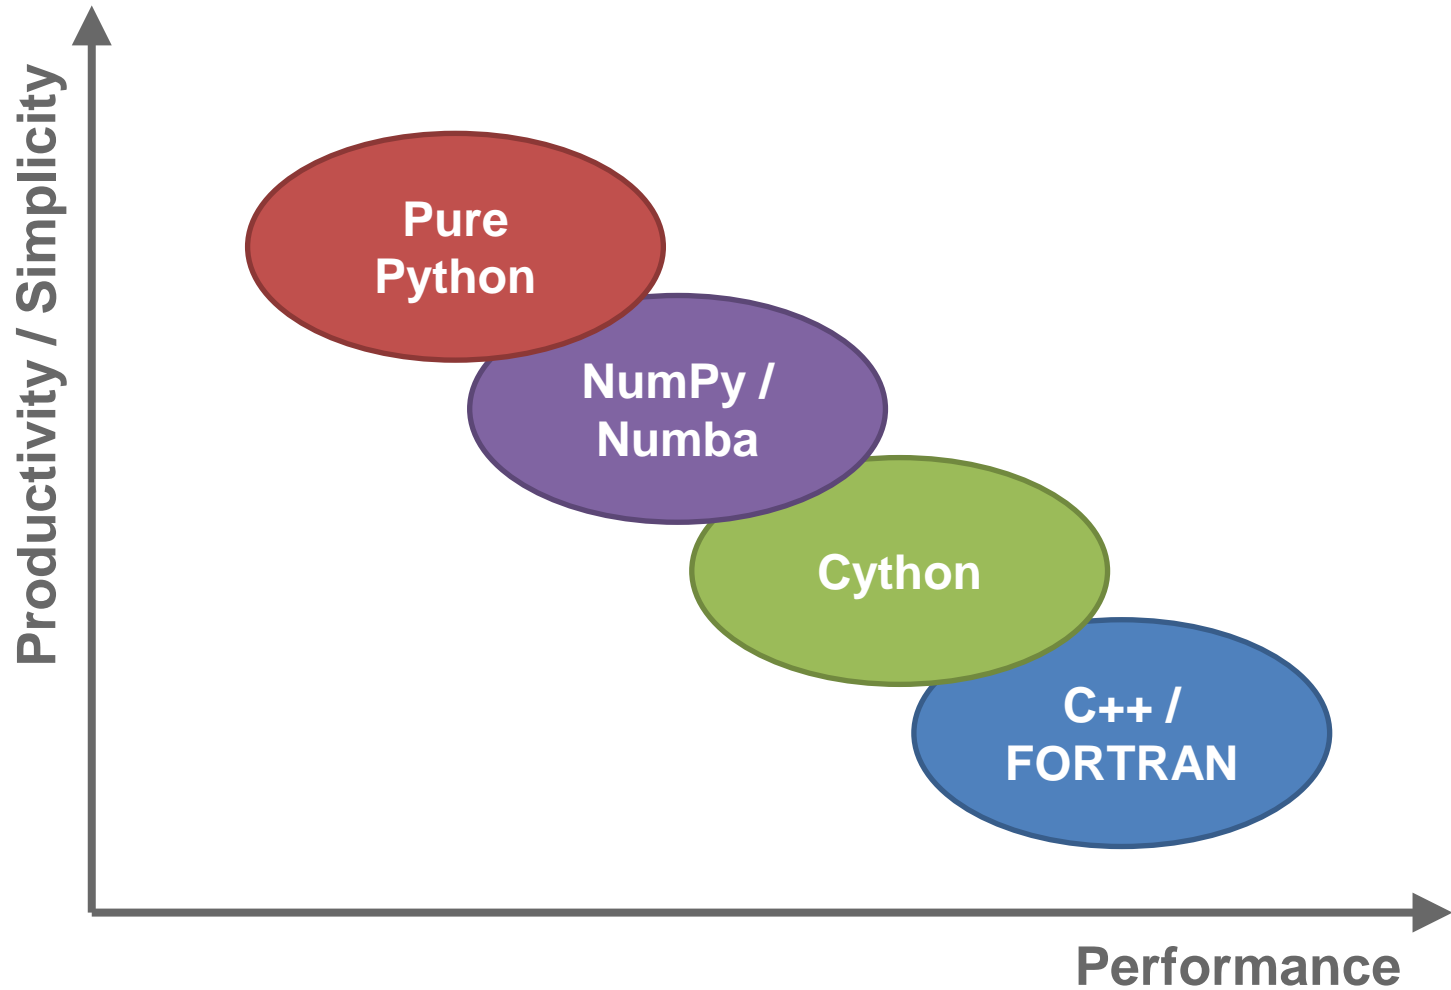 Productivity / Simplicity
Pure
Python
NumPy /
Numba
Cython
C++ /
FORTRAN
Performance